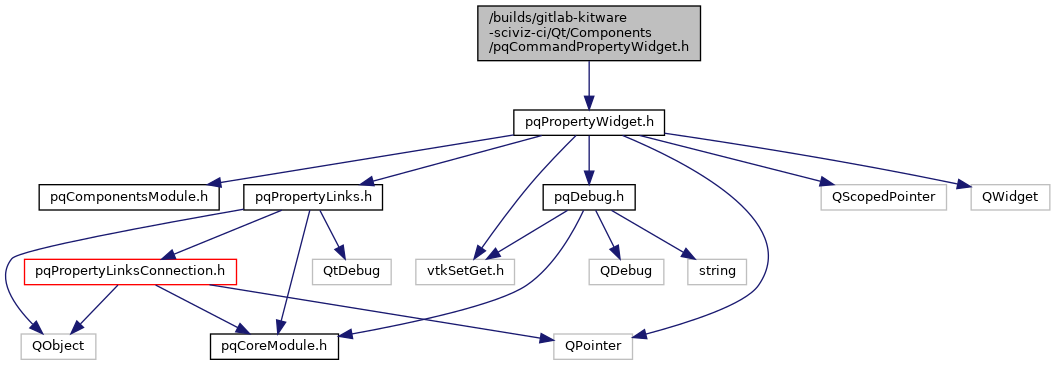 /builds/gitlab-kitware
-sciviz-ci/Qt/Components
/pqCommandPropertyWidget.h
pqPropertyWidget.h
pqComponentsModule.h
pqPropertyLinks.h
pqDebug.h
QScopedPointer
QWidget
pqPropertyLinksConnection.h
QtDebug
vtkSetGet.h
QDebug
string
QObject
pqCoreModule.h
QPointer